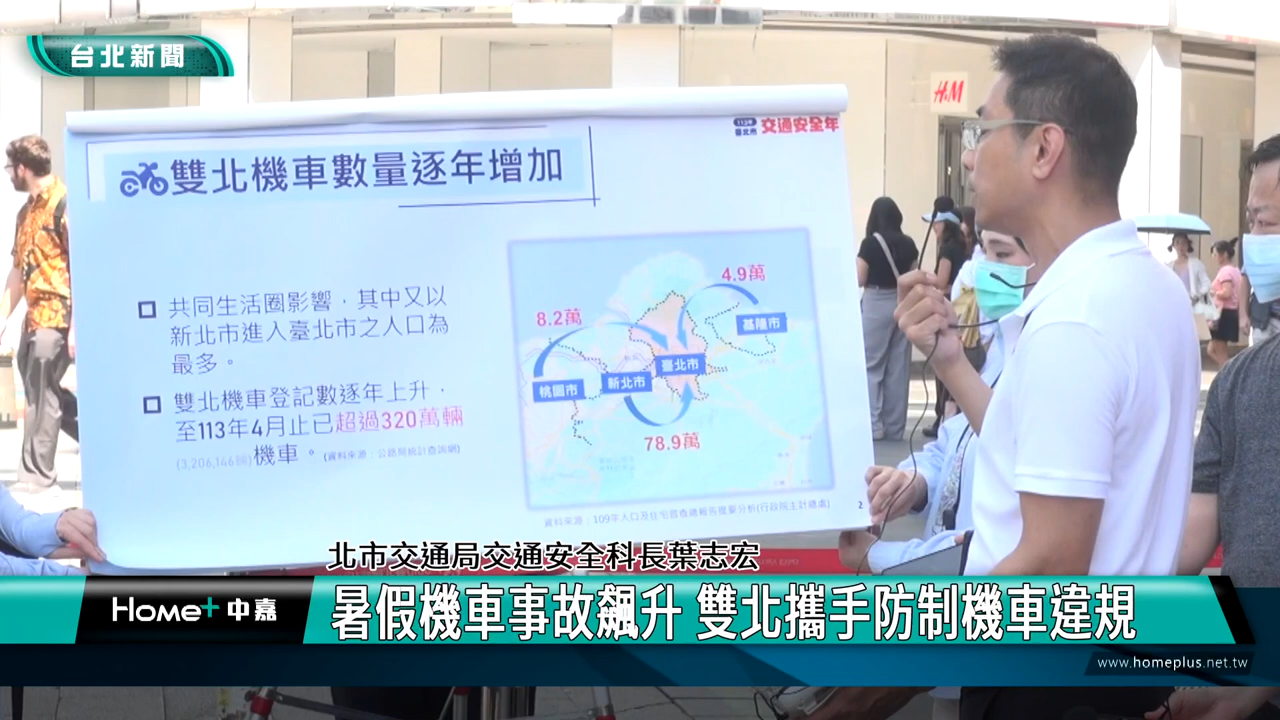 台北新聞
H&M
113年
臺北市 交通安全年
雙北機車數量逐年增加
共同生活圈影響，其中又以
新北市進入臺北市之人口為
最多。
雙北機車登記數逐年上升，
至113年4月止已超過320萬輛
(3,206,146輛)機車。(資料來源：公路局統計查詢網)
4.9萬
8.2萬
基隆市
臺北市
新北市
桃園市
78.9萬
資料來源：109年人口及住宅普查總報告提要分析(行政院主計總處)
2
北市交通局交通安全科長葉志宏
Home+ 中嘉
暑假機車事故飆升 雙北攜手防制機車違規
www.homeplus.net.tw